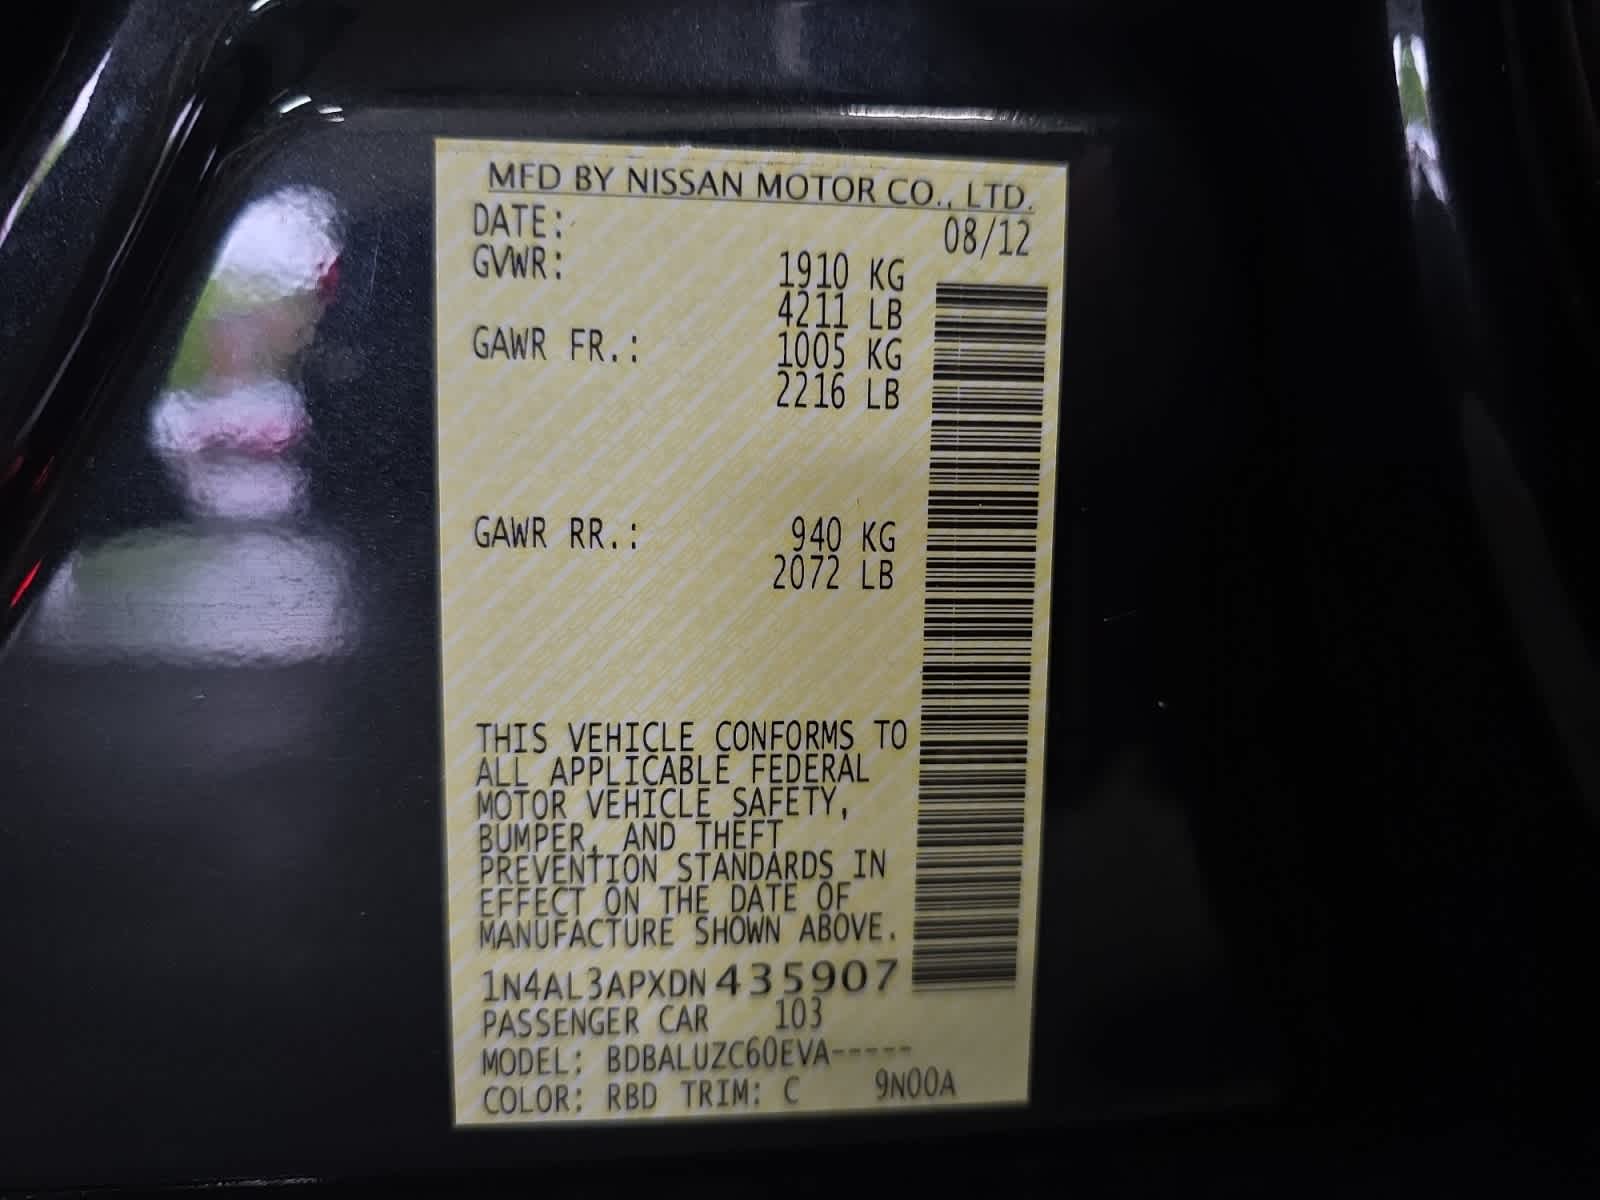 MFD BY NISSAN MOTOR CO., LTD.
DATE: 08/12
GVWR: 1910 KG
4211 LB
GAWR FR.: 1005 KG
2216 LB
GAWR RR.: 940 KG
2072 LB
THIS VEHICLE CONFORMS TO
ALL APPLICABLE FEDERAL
MOTOR VEHICLE SAFETY,
BUMPER, AND THEFT
PREVENTION STANDARDS IN
EFFECT ON THE DATE OF
MANUFACTURE SHOWN ABOVE.
1N4AL3APXDN435907
PASSENGER CAR 103
MODEL: BDBALUZC60EVA-----
COLOR: RBD TRIM: C 9N00A